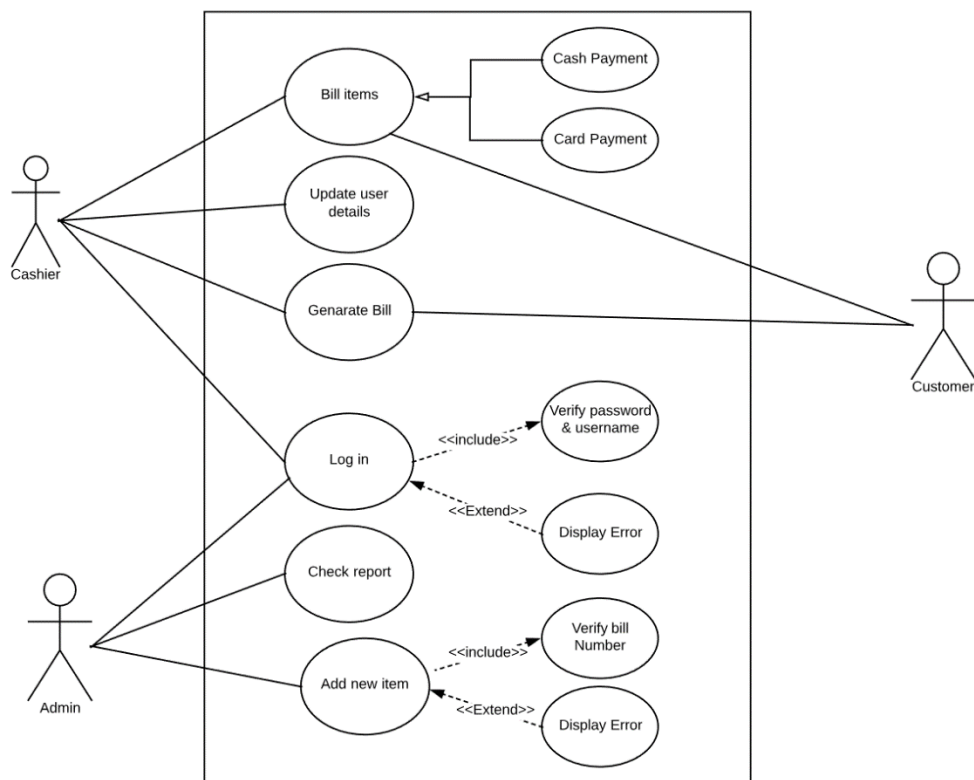 Cash Payment
Bill items
Card Payment
Update user
details
Cashier
Genarate Bill
Customer
Verify password
& username
<<include>>
Log in
<<Extend>>
Display Error
Check report
Verify bill
Number
<<include>>
Add new item
Admin
<<Extend>>
Display Error